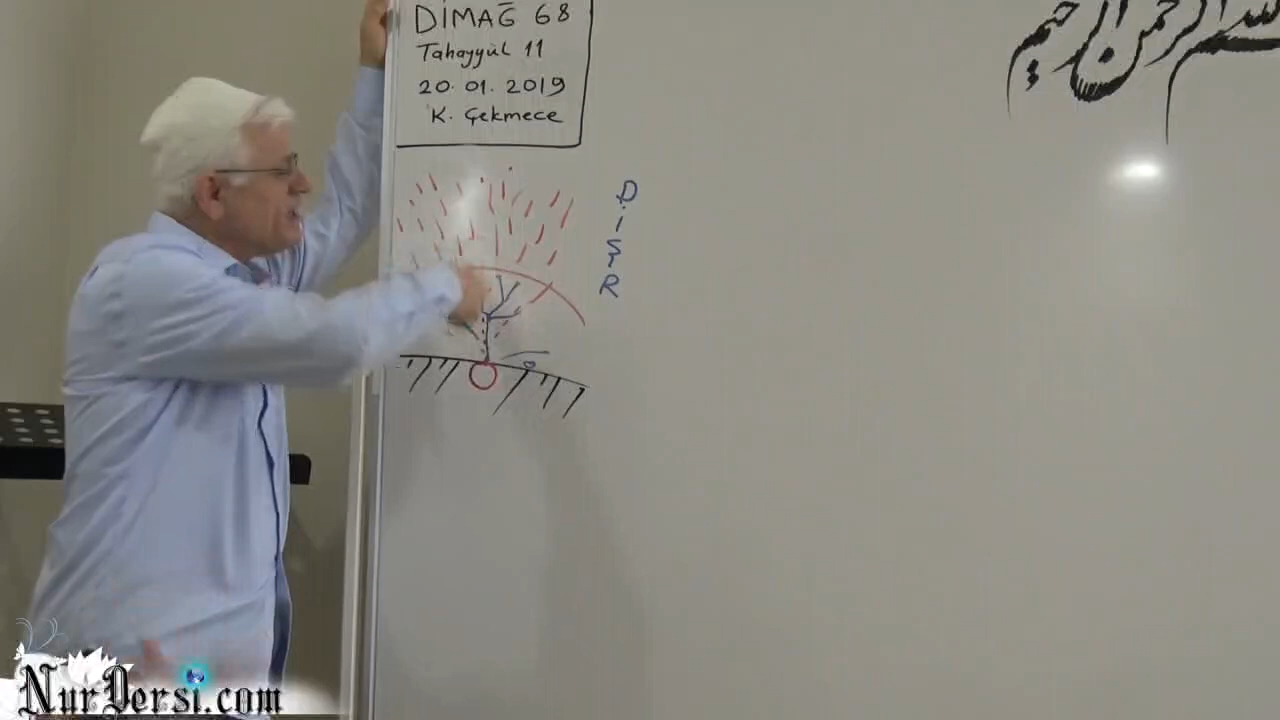 DİMAĞ 68
Tahayyül 11
20.01.2019
K. Çekmece
بسم الله الرحمن الرحيم
D
İ
Ş
R
NurDersi.com